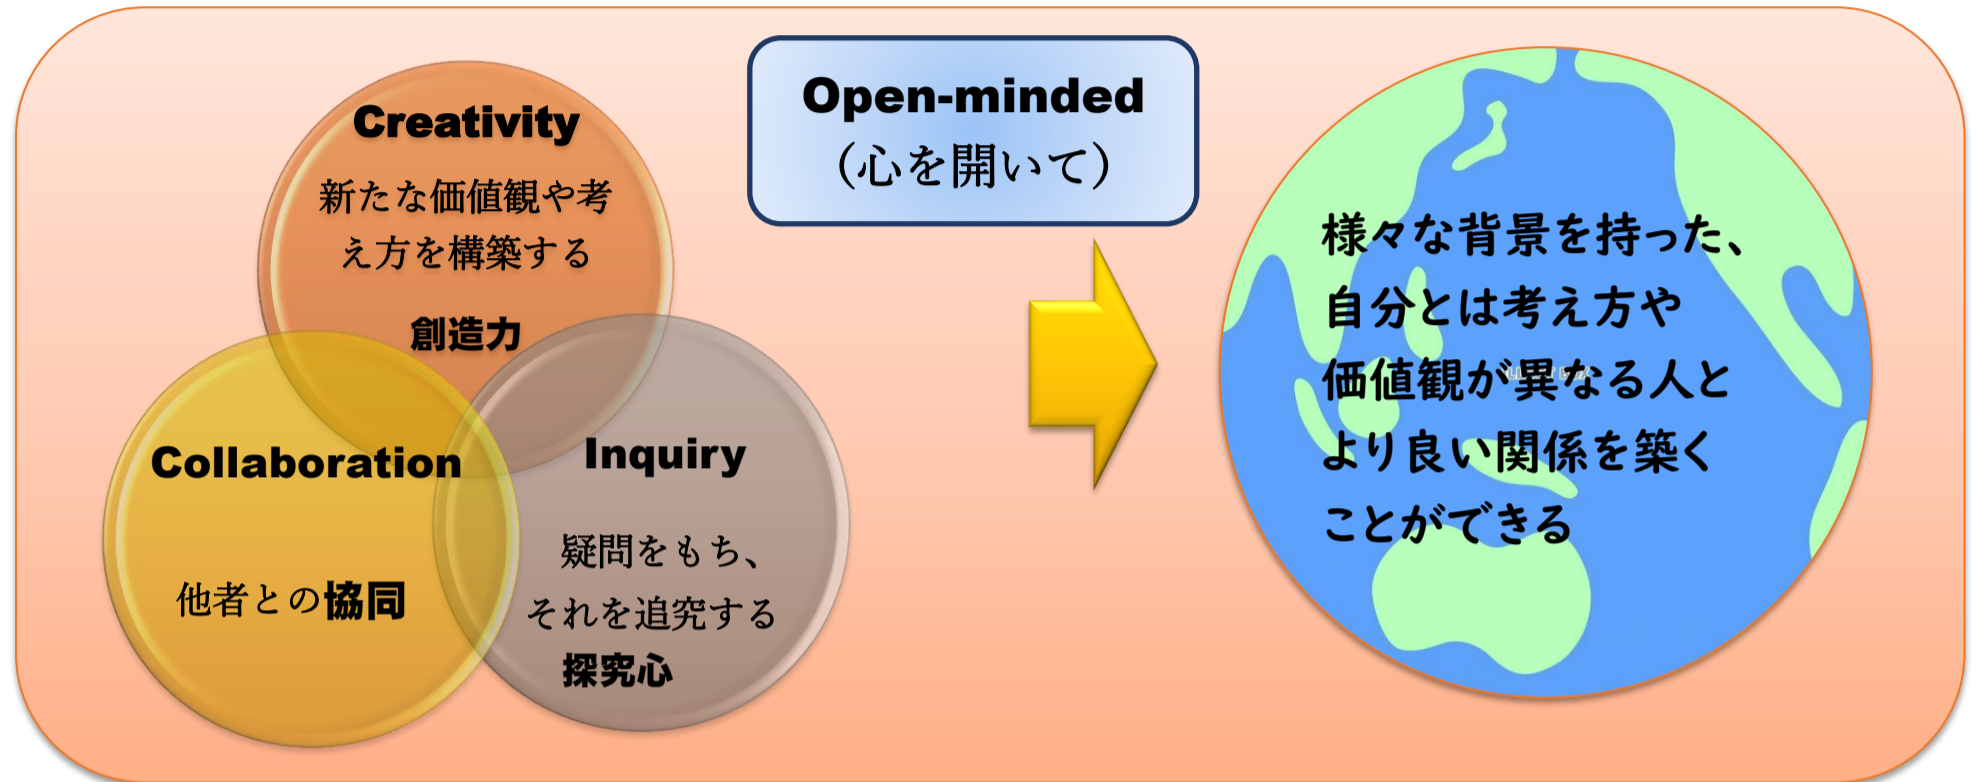 Creativity
新たな価値観や考
え方を構築する
創造力
Collaboration
他者との協同
Inquiry
疑問をもち、
それを追究する
探究心
Open-minded
（心を開いて）
様々な背景を持った、
自分とは考え方や
価値観が異なる人と
より良い関係を築く
ことができる